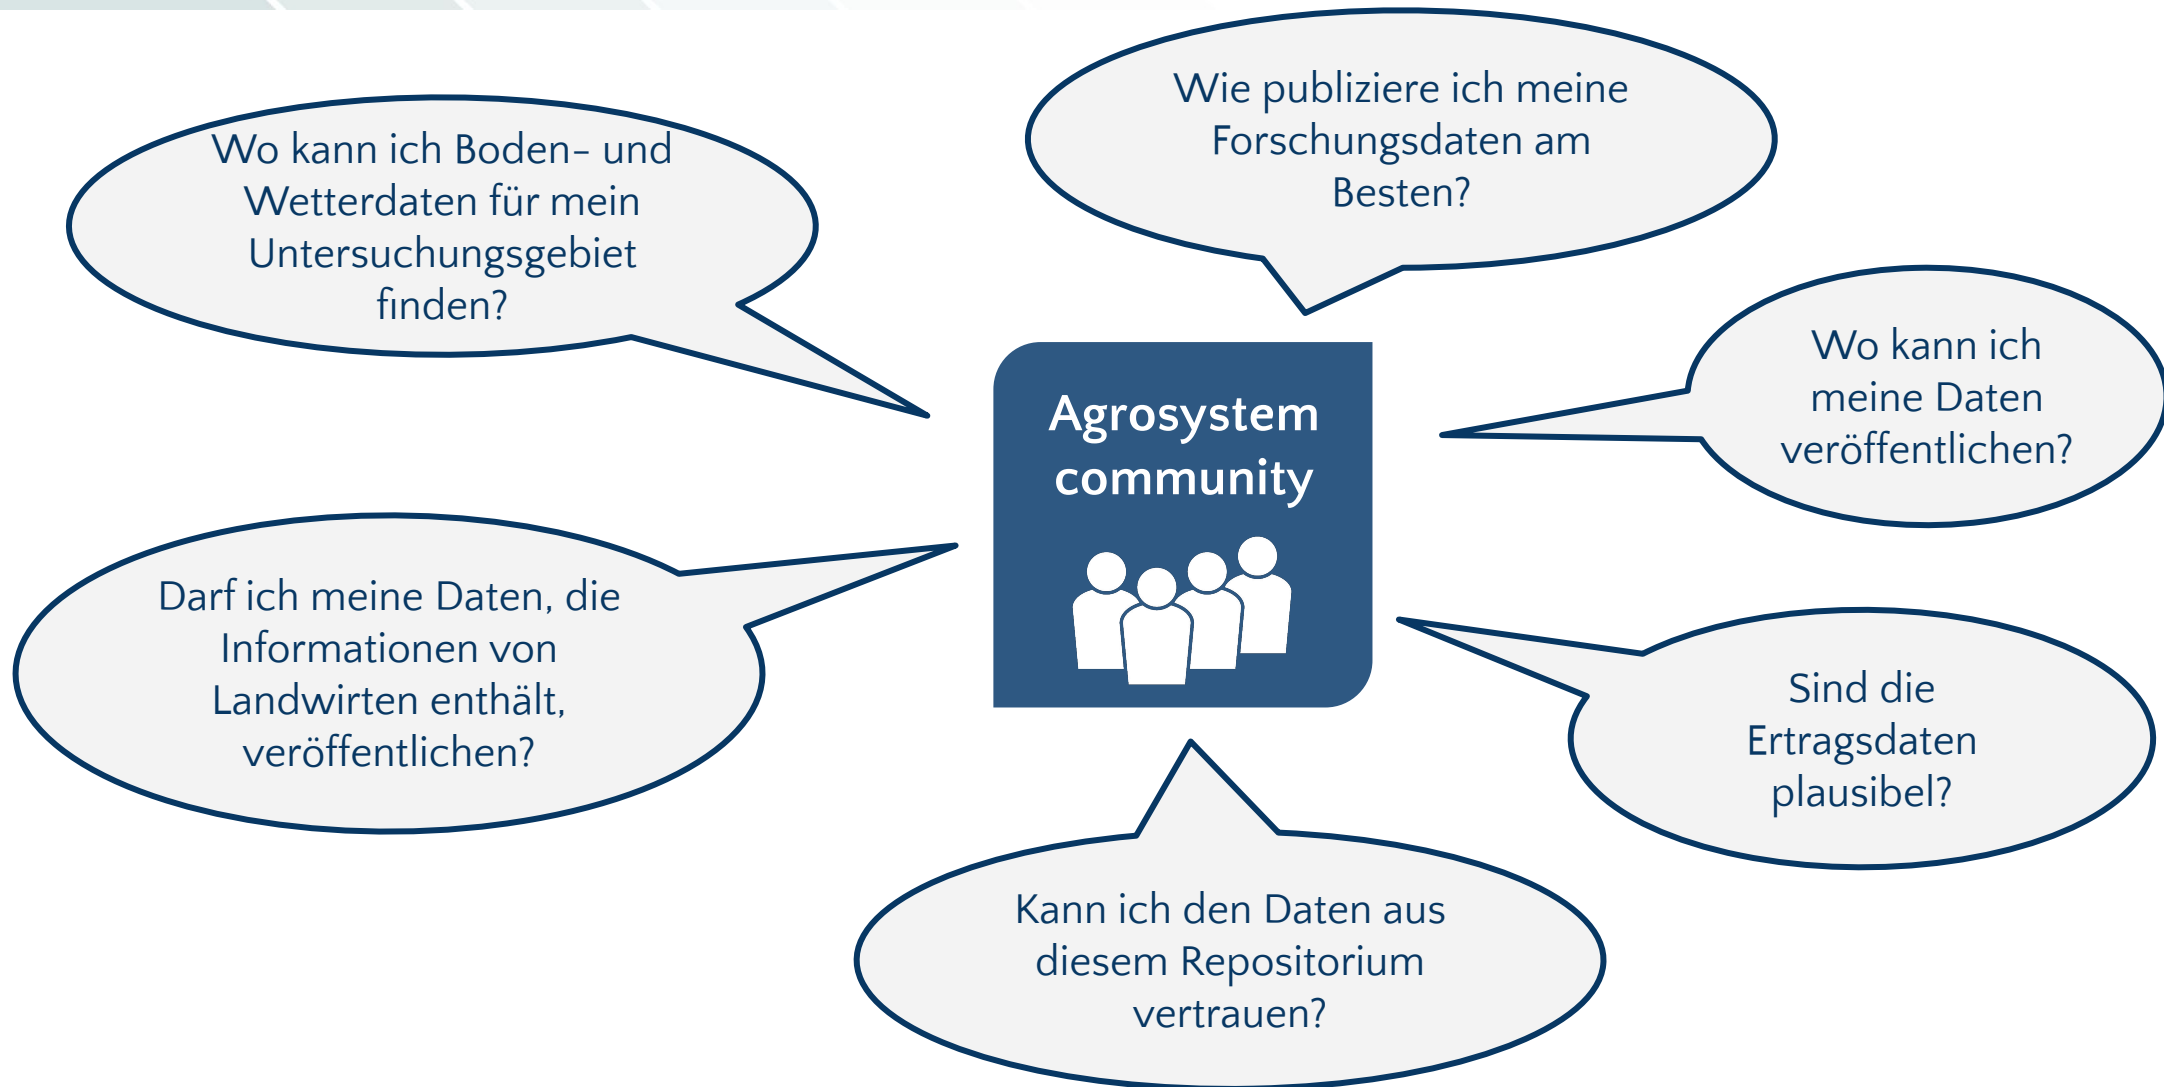 Wie publiziere ich meine
Forschungsdaten am
Besten?
Wo kann ich Boden- und
Wetterdaten für mein
Untersuchungsgebiet
finden?
Wo kann ich
meine Daten
veröffentlichen?
Agrosystem
community
Darf ich meine Daten, die
Informationen von
Landwirten enthält,
veröffentlichen?
Sind die
Ertragsdaten
plausibel?
Kann ich den Daten aus
diesem Repositorium
vertrauen?